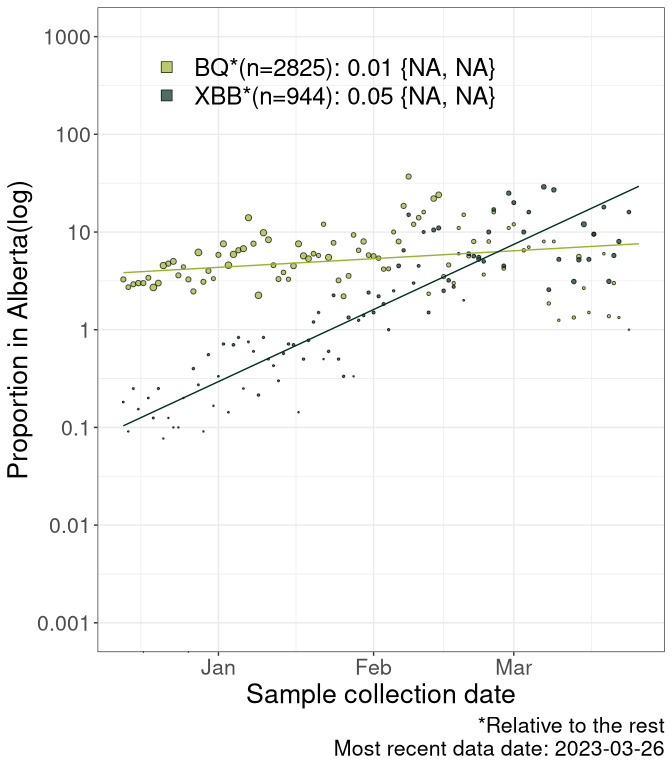 1000
100
10
1
0.1
0.01
0.001
Proportion in Alberta(log)
BQ*(n=2825): 0.01 {NA, NA}
XBB*(n=944): 0.05 {NA, NA}
Jan
Feb
Mar
Sample collection date
*Relative to the rest
Most recent data date: 2023-03-26